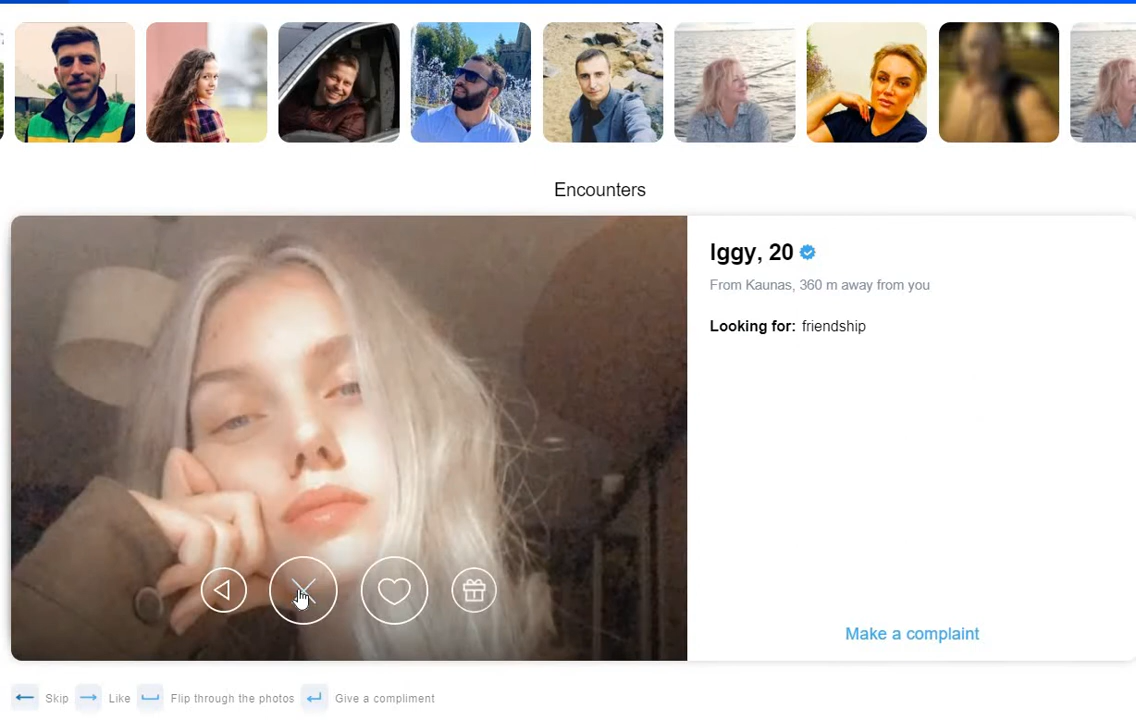 Encounters
Iggy, 20
From Kaunas, 360 m away from you
Looking for: friendship
Make a complaint
Skip Like Flip through the photos Give a compliment